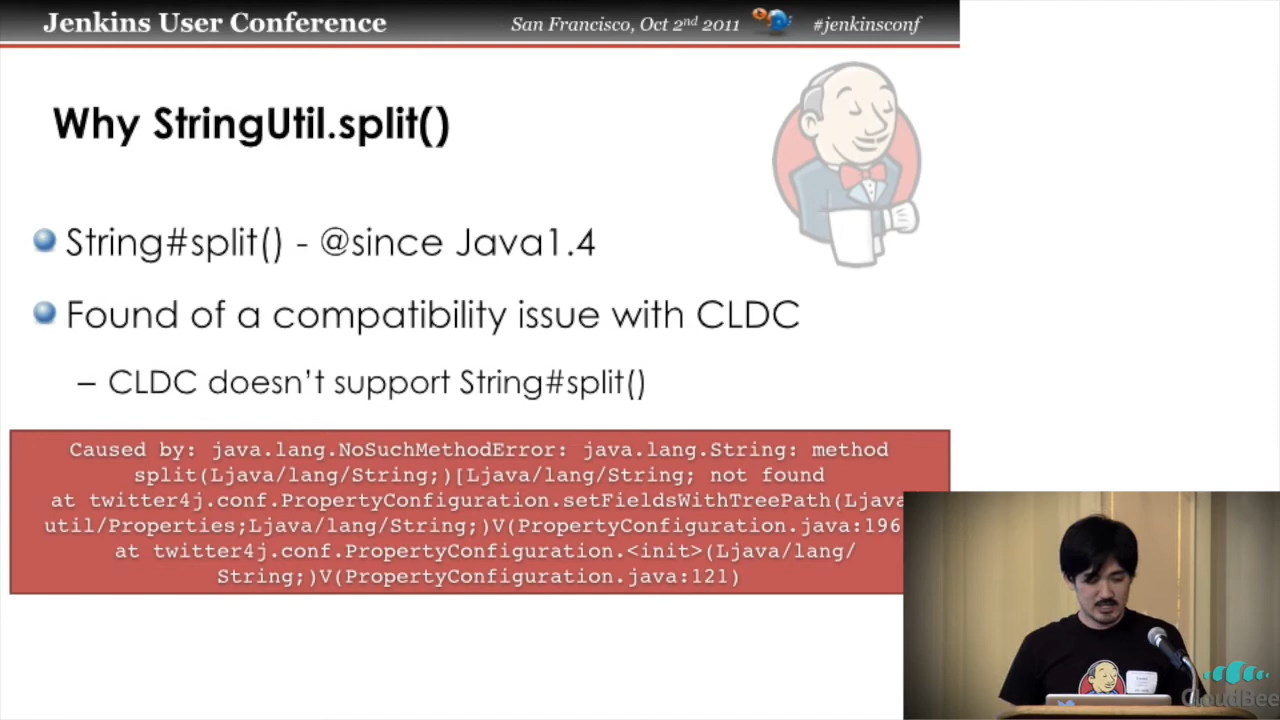 Jenkins User Conference
San Francisco, Oct 2nd 2011
#jenkinsconf
Why StringUtil.split()
String#split() - @since Java1.4
Found of a compatibility issue with CLDC
– CLDC doesn't support String#split()
Caused by: java.lang.NoSuchMethodError: java.lang.String: method
split(Ljava/lang/String;)[Ljava/lang/String; not found
at twitter4j.conf.PropertyConfiguration.setFieldsWithTreePath(Ljava
util/Properties;Ljava/lang/String;)V(PropertyConfiguration.java:196
at twitter4j.conf.PropertyConfiguration.<init>(Ljava/lang/
String;)V(PropertyConfiguration.java:121)
CloudBee